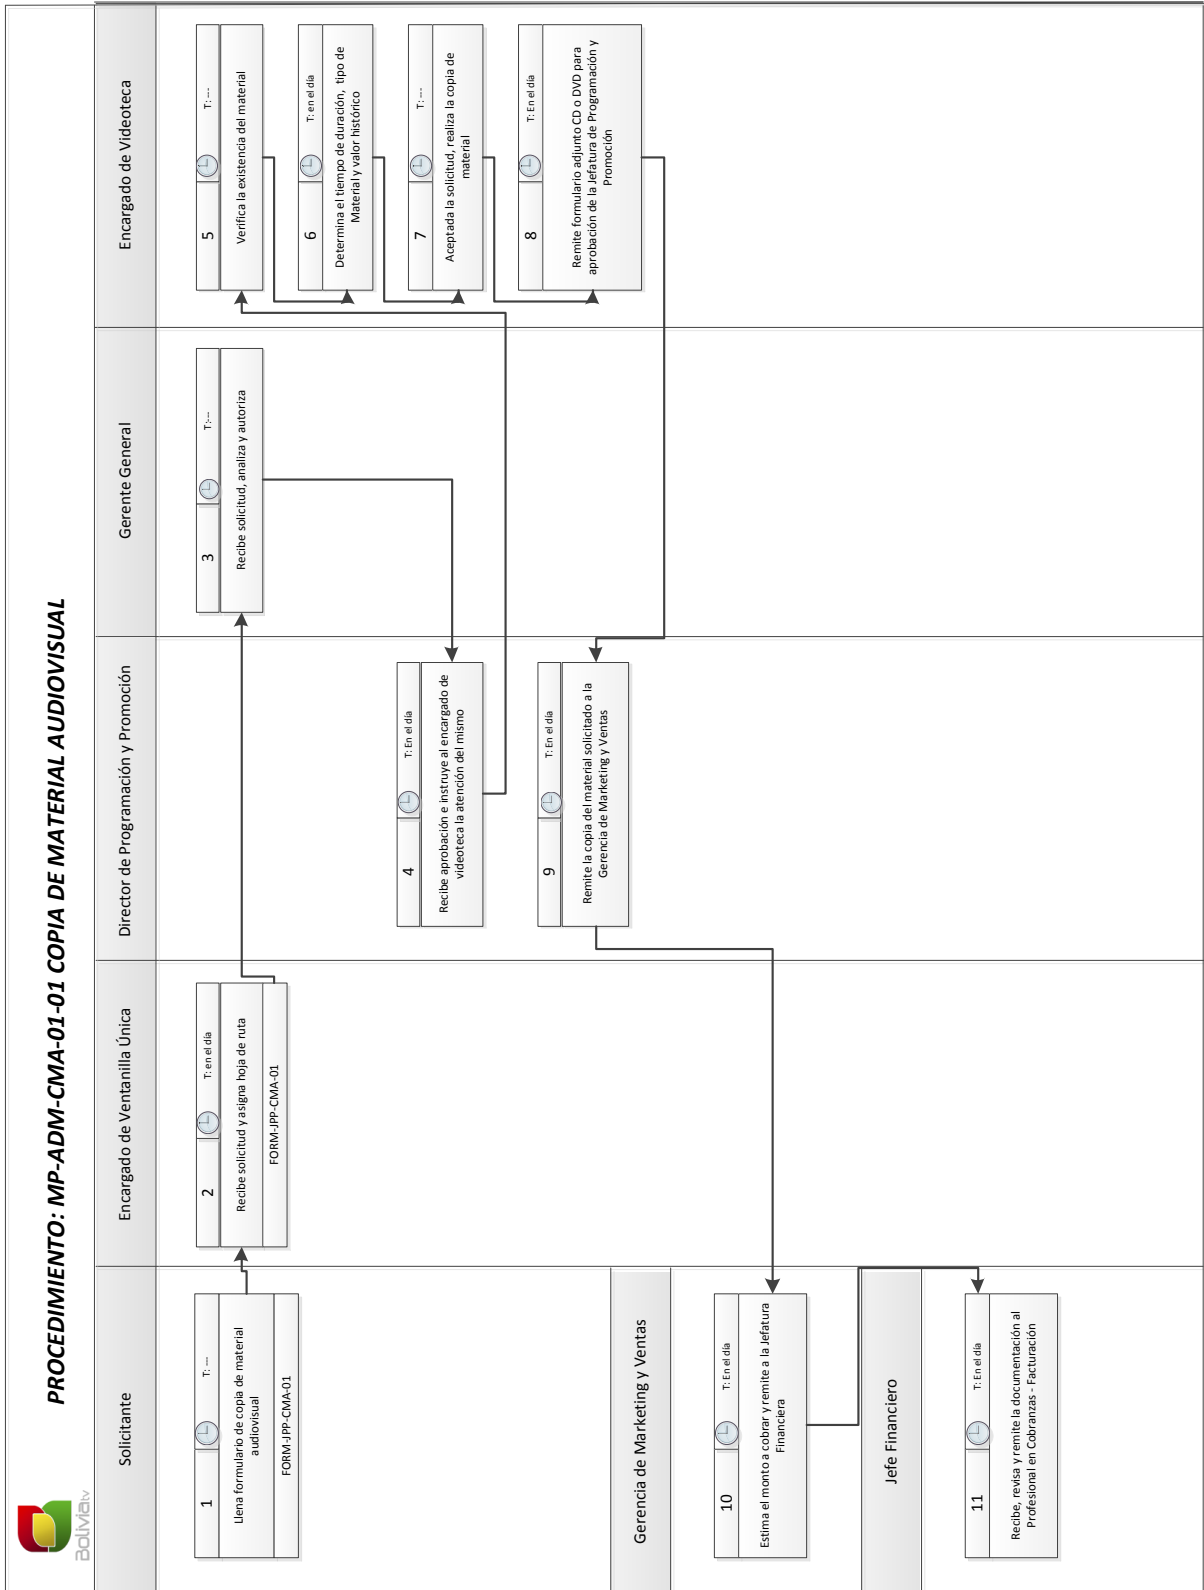 PROCEDIMIENTO: MP-ADM-CMA-01-01 COPIA DE MATERIAL AUDIOVISUAL
Boliviatv
Solicitante
Encargado de Ventanilla Única
Director de Programación y Promoción
Gerente General
Encargado de Videoteca
1
T: ---
Llena formulario de copia de material
audiovisual
FORM-JPP-CMA-01
2
T: en el día
Recibe solicitud y asigna hoja de ruta
FORM-JPP-CMA-01
3
T:---
Recibe solicitud, analiza y autoriza
4
T: En el día
Recibe aprobación e instruye al encargado de
videoteca la atención del mismo
5
T: ---
Verifica la existencia del material
6
T: en el día
Determina el tiempo de duración, tipo de
Material y valor histórico
7
T: ---
Aceptada la solicitud, realiza la copia de
material
8
T: En el día
Remite formulario adjunto CD o DVD para
aprobación de la Jefatura de Programación y
Promoción
9
T: En el día
Remite la copia del material solicitado a la
Gerencia de Marketing y Ventas
Gerencia de Marketing y Ventas
10
T: En el día
Estima el monto a cobrar y remite a la Jefatura
Financiera
Jefe Financiero
11
T: En el día
Recibe, revisa y remite la documentación al
Profesional en Cobranzas - Facturación